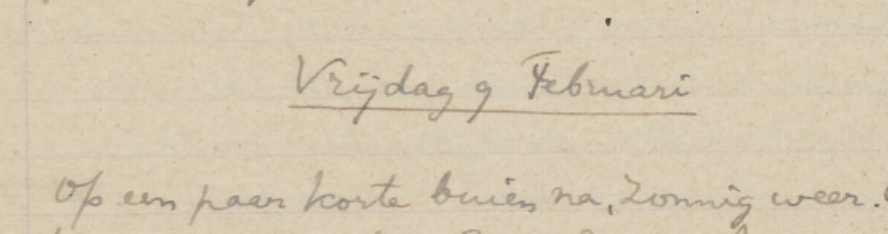 Vrijdag 9 Februari
Op een paar korte buien na, zonnig weer.